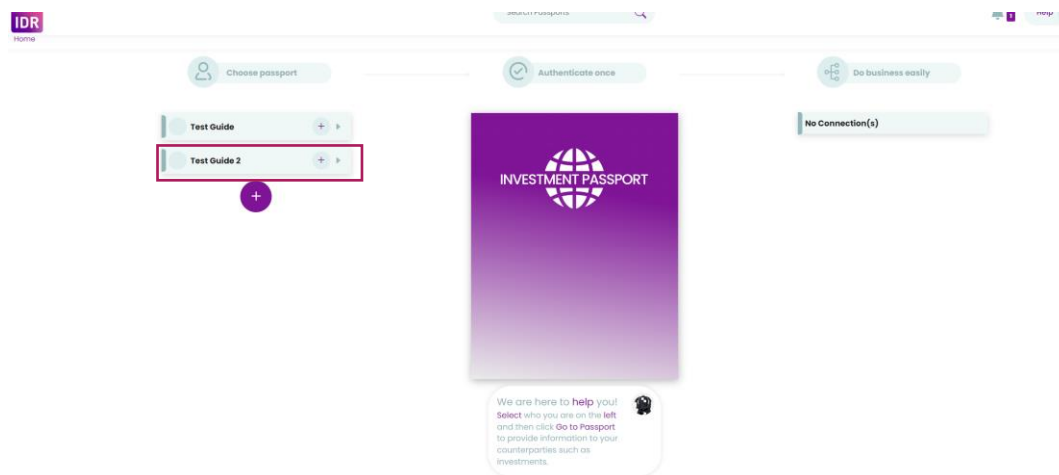 IDR
Home
Search Passports
1
Help
Choose passport
Authenticate once
Do business easily
Test Guide
+
Test Guide 2
+
+
INVESTMENT PASSPORT
No Connection(s)
We are here to help you!
Select who you are on the left
and then click Go to Passport
to provide information to your
counterparties such as
investments.